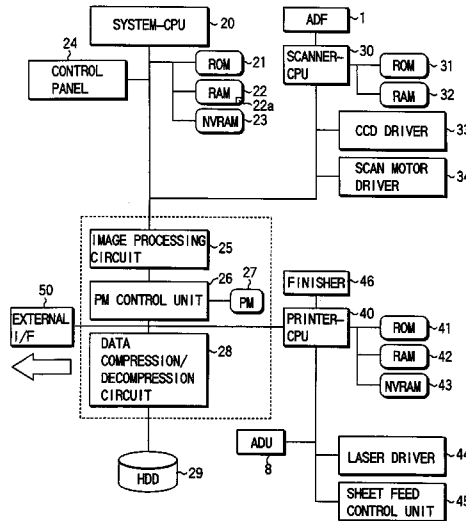 24
SYSTEM-CPU
20
ADF
1
CONTROL
PANEL
ROM
21
RAM
22
22a
NVRAM
23
SCANNER-
CPU
30
ROM
31
RAM
32
CCD DRIVER
33
SCAN MOTOR
DRIVER
34
IMAGE PROCESSING
CIRCUIT
25
26
27
PM CONTROL UNIT
PM
50
EXTERNAL
I/F
DATA
COMPRESSION/
DECOMPRESSION
CIRCUIT
28
HDD
29
FINISHER
46
PRINTER-
CPU
40
ROM
41
RAM
42
NVRAM
43
ADU
8
LASER DRIVER
44
SHEET FEED
CONTROL UNIT
45